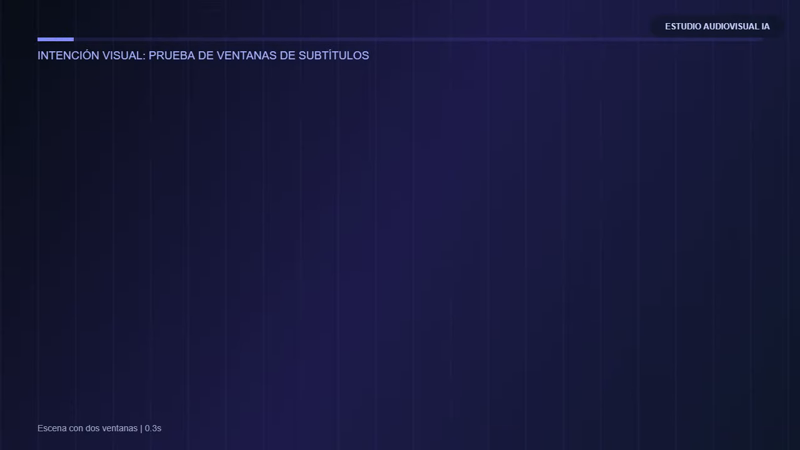 ESTUDIO AUDIOVISUAL IA
INTENCIÓN VISUAL: PRUEBA DE VENTANAS DE SUBTÍTULOS
Escena con dos ventanas | 0.3s